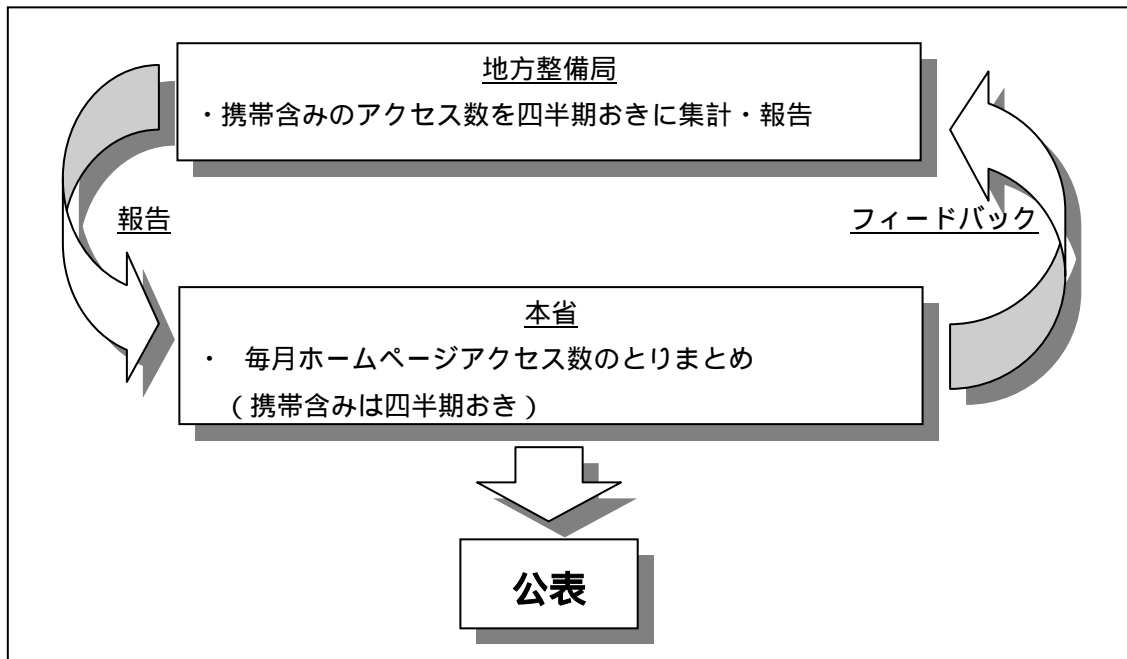 地方整備局
・携帯含みのアクセス数を四半期おきに集計・報告
報告
フィードバック
本省
・　毎月ホームページアクセス数のとりまとめ
（携帯含みは四半期おき）
公表